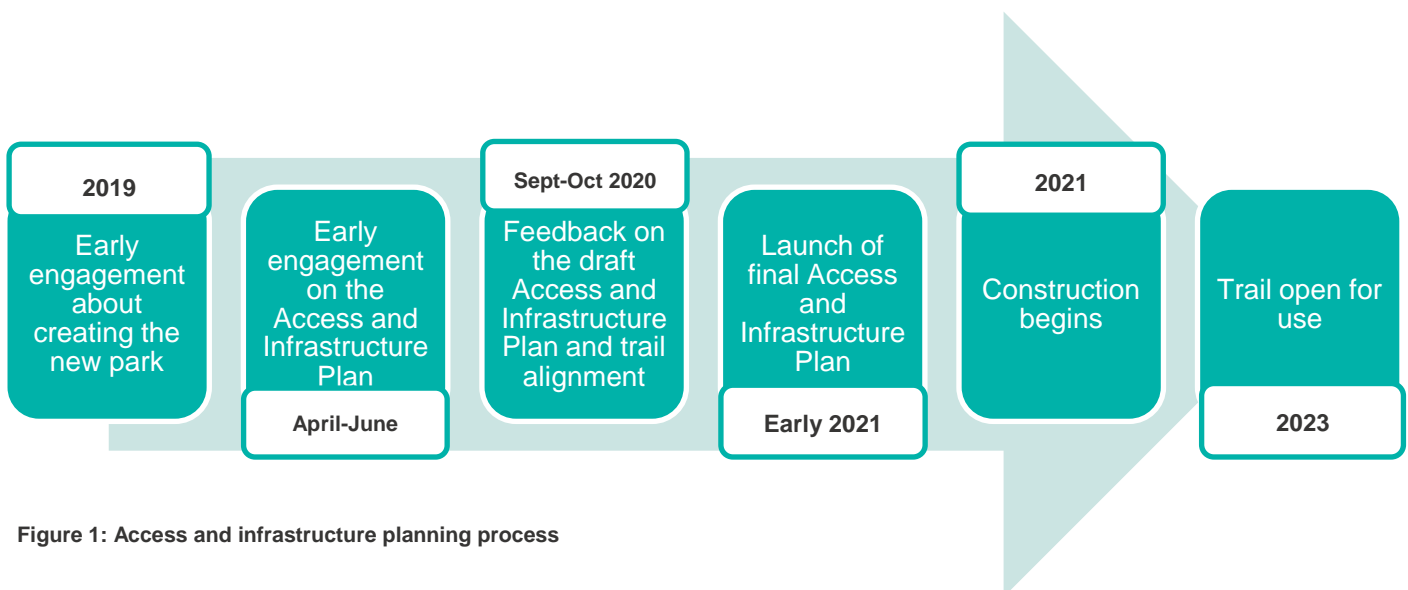 2019
Early
engagement
about
creating the
new park
Early
engagement
on the
Access and
Infrastructure
Plan
April-June
Sept-Oct 2020
Feedback on
the draft
Access and
Infrastructure
Plan and trail
alignment
Launch of
final Access
and
Infrastructure
Plan
Early 2021
2021
Construction
begins
Trail open for
use
2023
Figure 1: Access and infrastructure planning process